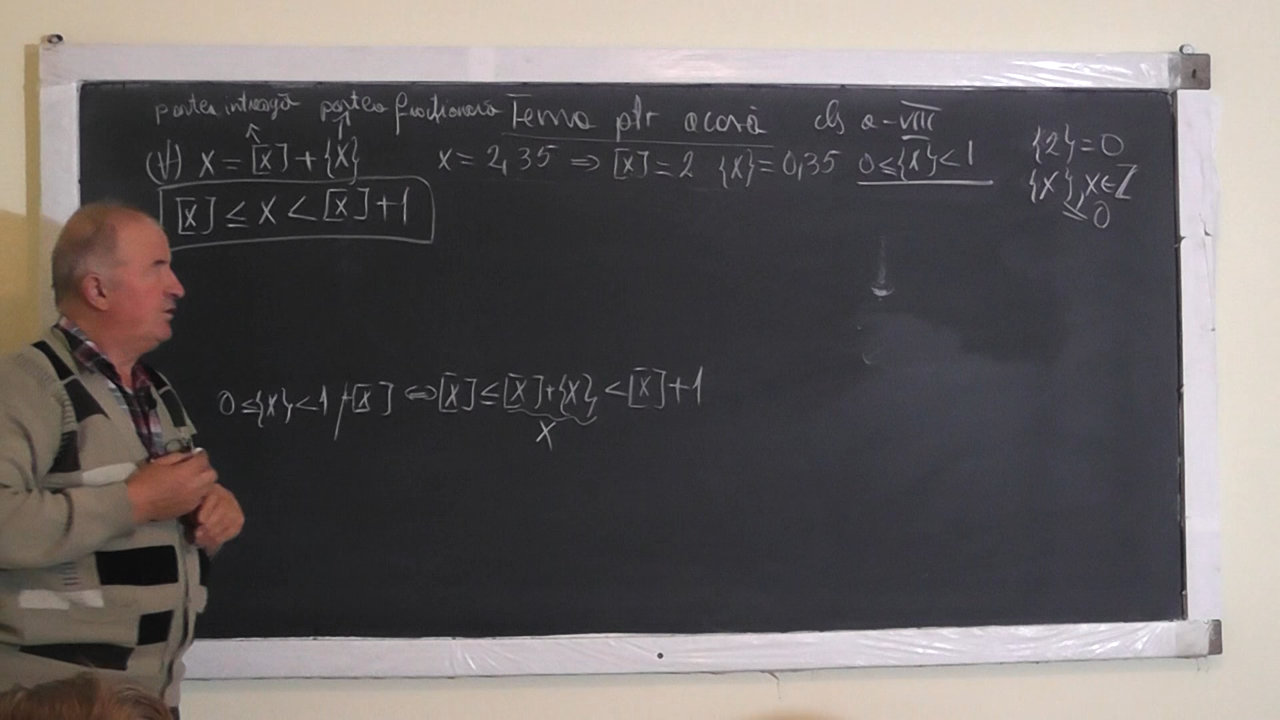 partea întreagă partea fracționară Temă ptr acasă cls a-VIII
(∀) x = [x] + {x} x = 2,35 ⇒ [x] = 2 {x} = 0,35 0 ≤ {x} < 1
{2} = 0
{x}, x ∈ Z
[x] ≤ x < [x] + 1
= 0
0 ≤ {x} < 1 /+[x] ⇔ [x] ≤ [x] + {x} < [x] + 1
x